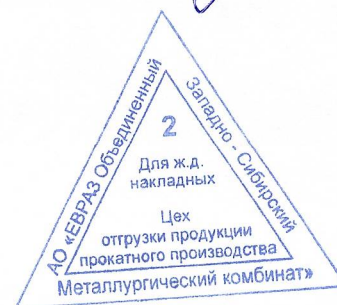 АО «ЕВРАЗ Объединенный
Западно - Сибирский
Металлургический комбинат»
2
Для ж.д.
накладных
Цех
отгрузки продукции
прокатного производства